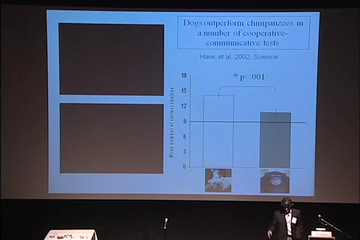 Dogs outperform chimpanzees in
a number of cooperative-
communicative tests
Hare, et al. 2002, Science
* p<.001
18
15
12
9
6
3
0